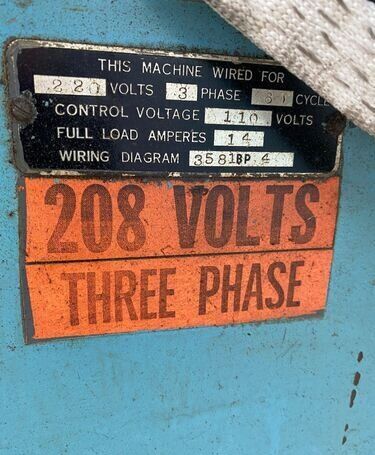 THIS MACHINE WIRED FOR
220 VOLTS 3 PHASE 60 CYCLE
CONTROL VOLTAGE 110 VOLTS
FULL LOAD AMPERES 14
WIRING DIAGRAM 3581BP 4
208 VOLTS
THREE PHASE